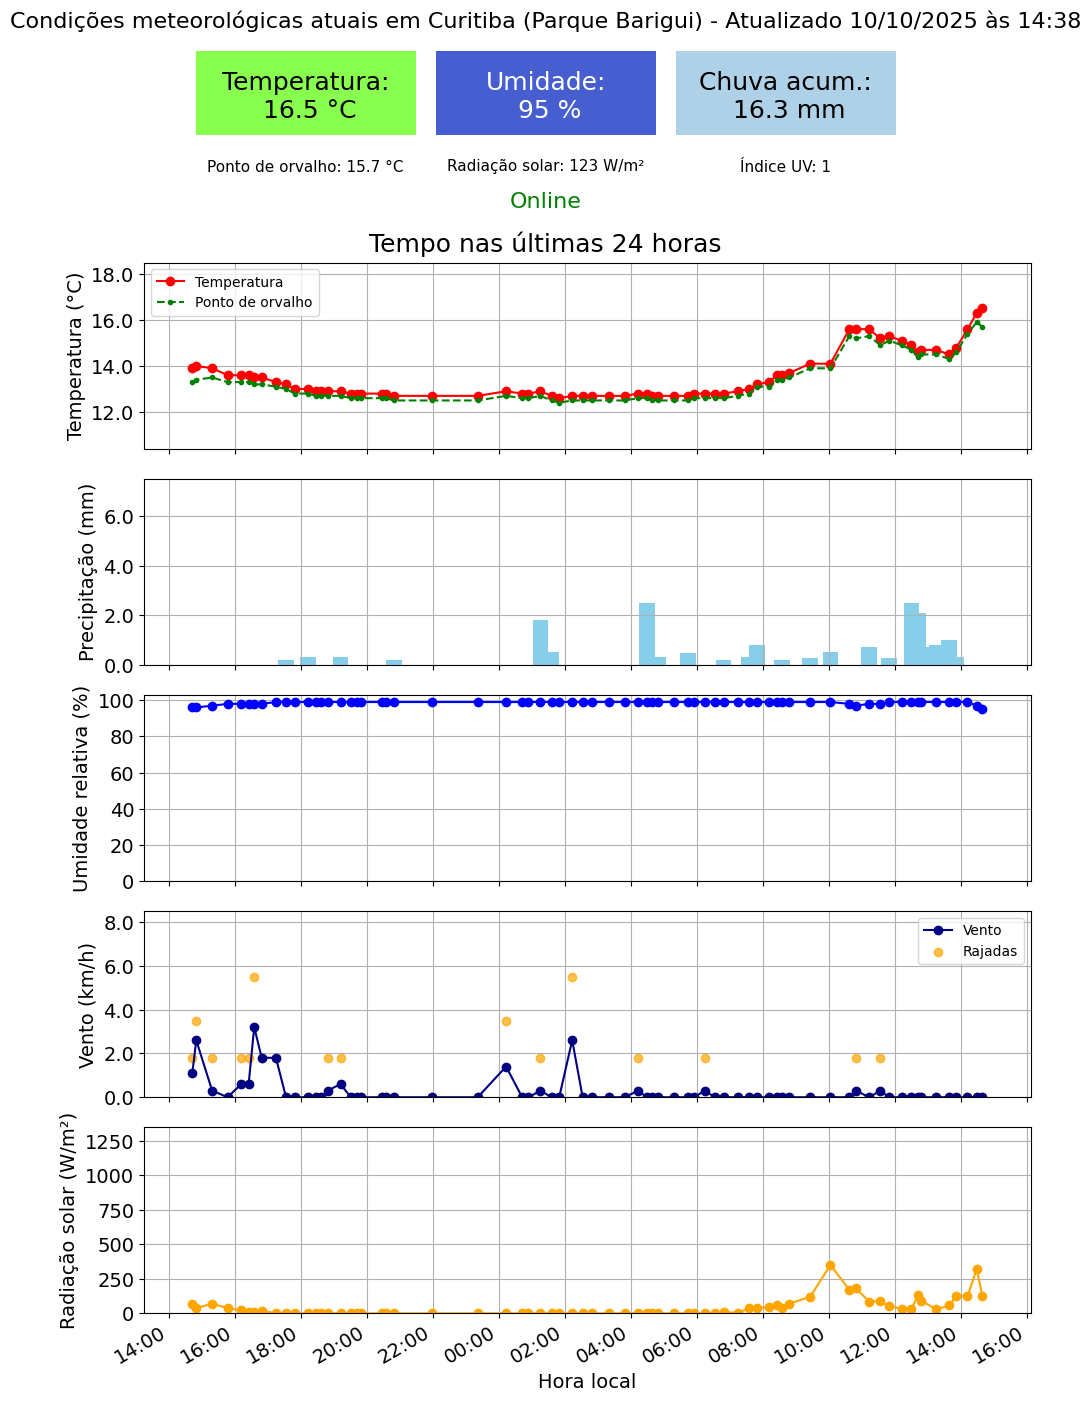 Condições meteorológicas atuais em Curitiba (Parque Barigui) - Atualizado 10/10/2025 às 14:38
Temperatura:
16.5 °C
Umidade:
95 %
Chuva acum.:
16.3 mm
Ponto de orvalho: 15.7 °C
Radiação solar: 123 W/m²
Índice UV: 1
Online
Tempo nas últimas 24 horas
Temperatura (°C)
18.0
16.0
14.0
12.0
Temperatura
Ponto de orvalho
Precipitação (mm)
6.0
4.0
2.0
0.0
Umidade relativa (%)
100
80
60
40
20
0
Vento (km/h)
8.0
6.0
4.0
2.0
0.0
Vento
Rajadas
Radiação solar (W/m²)
1250
1000
750
500
250
0
14:00
16:00
18:00
20:00
22:00
00:00
02:00
04:00
06:00
08:00
10:00
12:00
14:00
16:00
Hora local